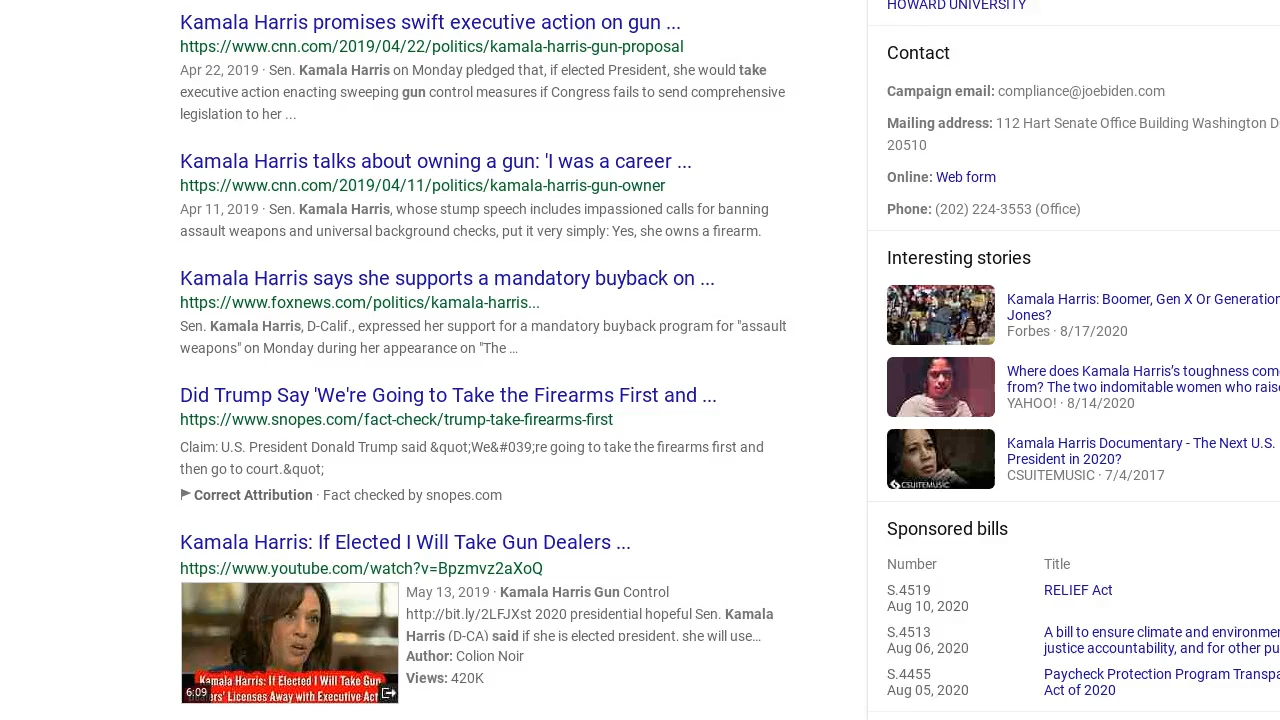 Kamala Harris promises swift executive action on gun ...
https://www.cnn.com/2019/04/22/politics/kamala-harris-gun-proposal
Apr 22, 2019 · Sen. Kamala Harris on Monday pledged that, if elected President, she would take
executive action enacting sweeping gun control measures if Congress fails to send comprehensive
legislation to her ...
Kamala Harris talks about owning a gun: 'I was a career ...
https://www.cnn.com/2019/04/11/politics/kamala-harris-gun-owner
Apr 11, 2019 · Sen. Kamala Harris, whose stump speech includes impassioned calls for banning
assault weapons and universal background checks, put it very simply: Yes, she owns a firearm.
Kamala Harris says she supports a mandatory buyback on ...
https://www.foxnews.com/politics/kamala-harris...
Sen. Kamala Harris, D-Calif., expressed her support for a mandatory buyback program for "assault
weapons" on Monday during her appearance on "The …
Did Trump Say 'We're Going to Take the Firearms First and ...
https://www.snopes.com/fact-check/trump-take-firearms-first
Claim: U.S. President Donald Trump said &quot;We&#039;re going to take the firearms first and
then go to court.&quot;
Correct Attribution · Fact checked by snopes.com
Kamala Harris: If Elected I Will Take Gun Dealers ...
https://www.youtube.com/watch?v=Bpzmvz2aXoQ
May 13, 2019 · Kamala Harris Gun Control
http://bit.ly/2LFJXst 2020 presidential hopeful Sen. Kamala
Harris (D-CA) said if she is elected president, she will use…
Author: Colion Noir
Views: 420K
Kamala Harris: If Elected I Will Take Gun
Dealers' Licenses Away with Executive Act
6:09
HOWARD UNIVERSITY
Contact
Campaign email: compliance@joebiden.com
Mailing address: 112 Hart Senate Office Building Washington D
20510
Online: Web form
Phone: (202) 224-3553 (Office)
Interesting stories
Kamala Harris: Boomer, Gen X Or Generation
Jones?
Forbes · 8/17/2020
Where does Kamala Harris’s toughness come
from? The two indomitable women who raise
YAHOO! · 8/14/2020
CSUITEMUSIC
Kamala Harris Documentary - The Next U.S.
President in 2020?
CSUITEMUSIC · 7/4/2017
Sponsored bills
Number Title
S.4519 RELIEF Act
Aug 10, 2020
S.4513 A bill to ensure climate and environmen
Aug 06, 2020 justice accountability, and for other pu
S.4455 Paycheck Protection Program Transpa
Aug 05, 2020 Act of 2020